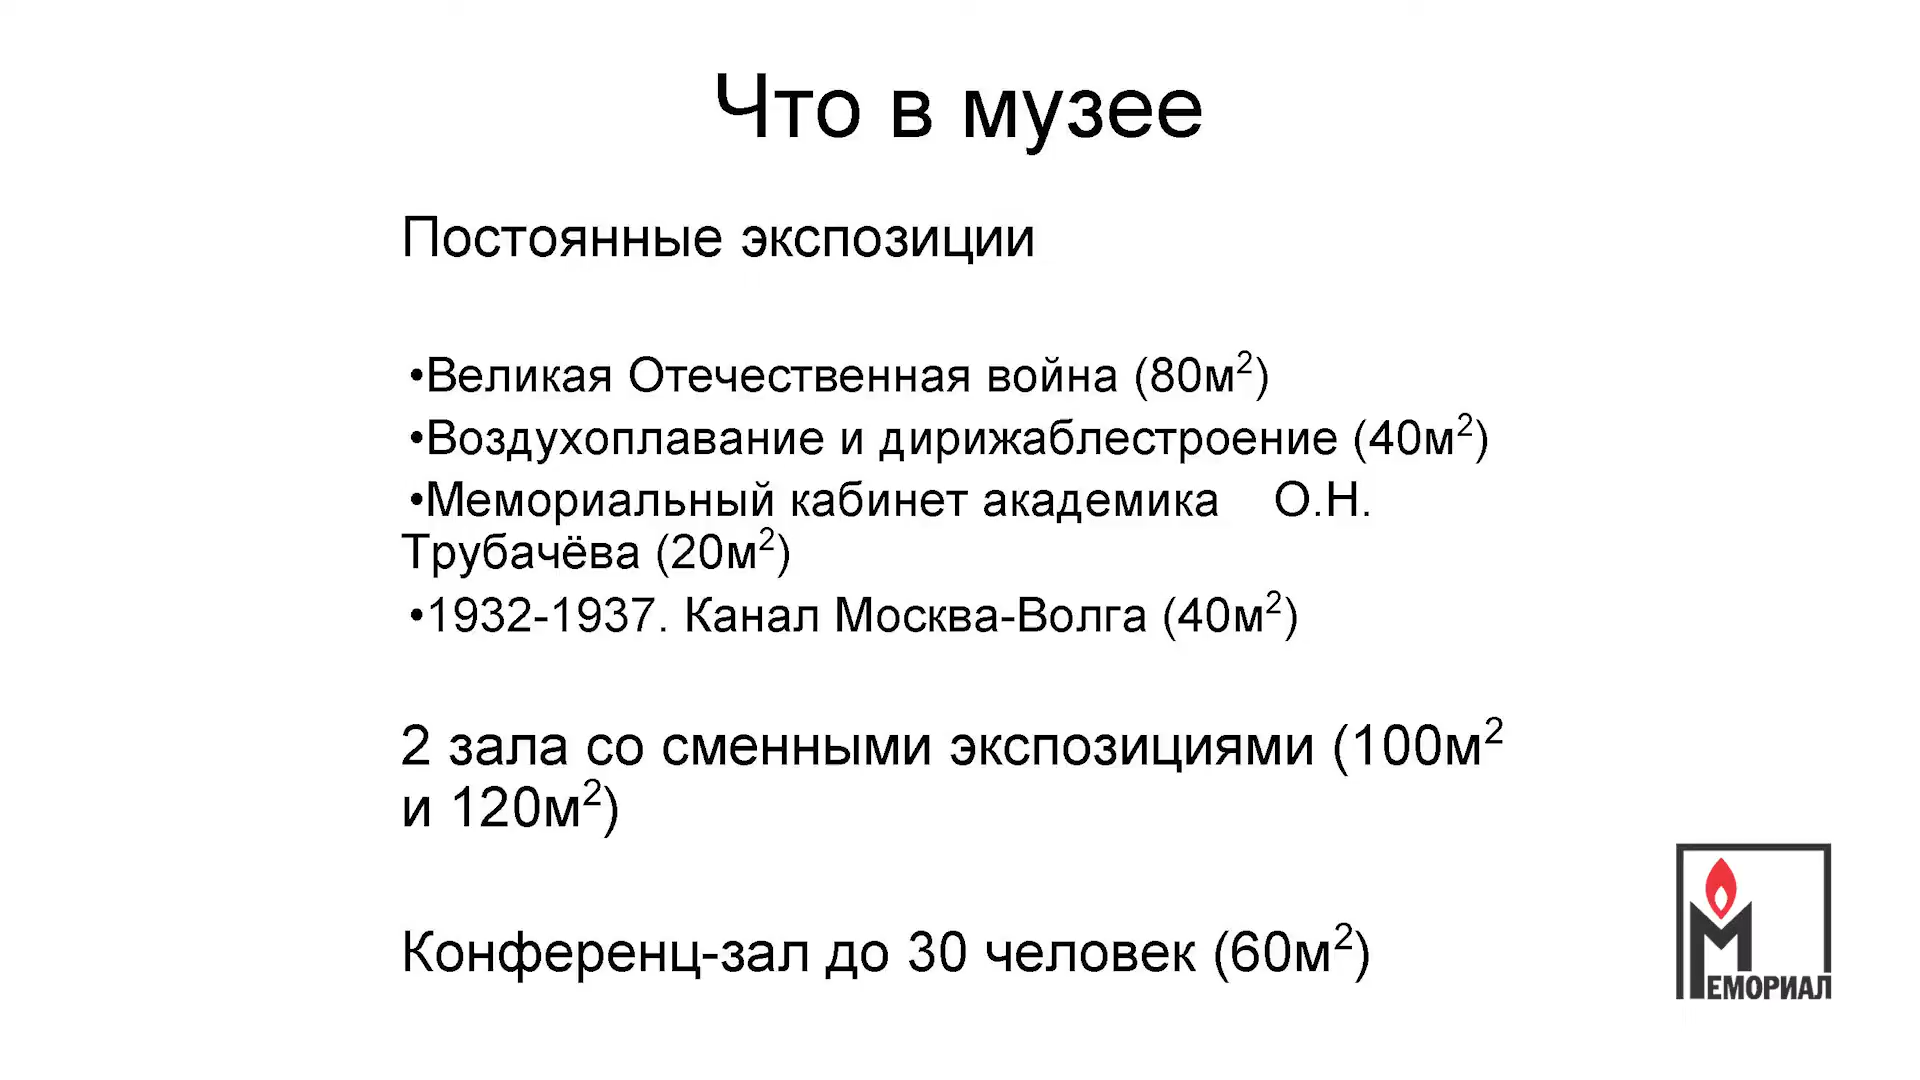 Что в музее
Постоянные экспозиции
•Великая Отечественная война (80м²)
•Воздухоплавание и дирижаблестроение (40м²)
•Мемориальный кабинет академика О.Н.
Трубачёва (20м²)
•1932-1937. Канал Москва-Волга (40м²)
2 зала со сменными экспозициями (100м²
и 120м²)
Конференц-зал до 30 человек (60м²)
МЕМОРИАЛ